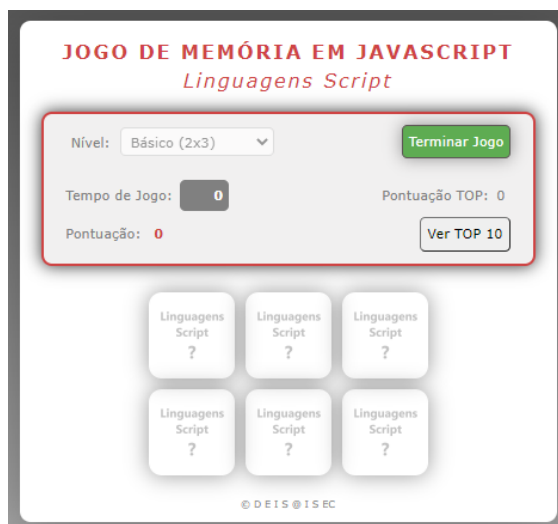 JOGO DE MEMÓRIA EM JAVASCRIPT
Linguagens Script
Nível: Básico (2x3) Terminar Jogo
Tempo de Jogo: 0 Pontuação TOP: 0
Pontuação: 0 Ver TOP 10
Linguagens Linguagens Linguagens
Script Script Script
? ? ?
Linguagens Linguagens Linguagens
Script Script Script
? ? ?
© DEIS@ISEC